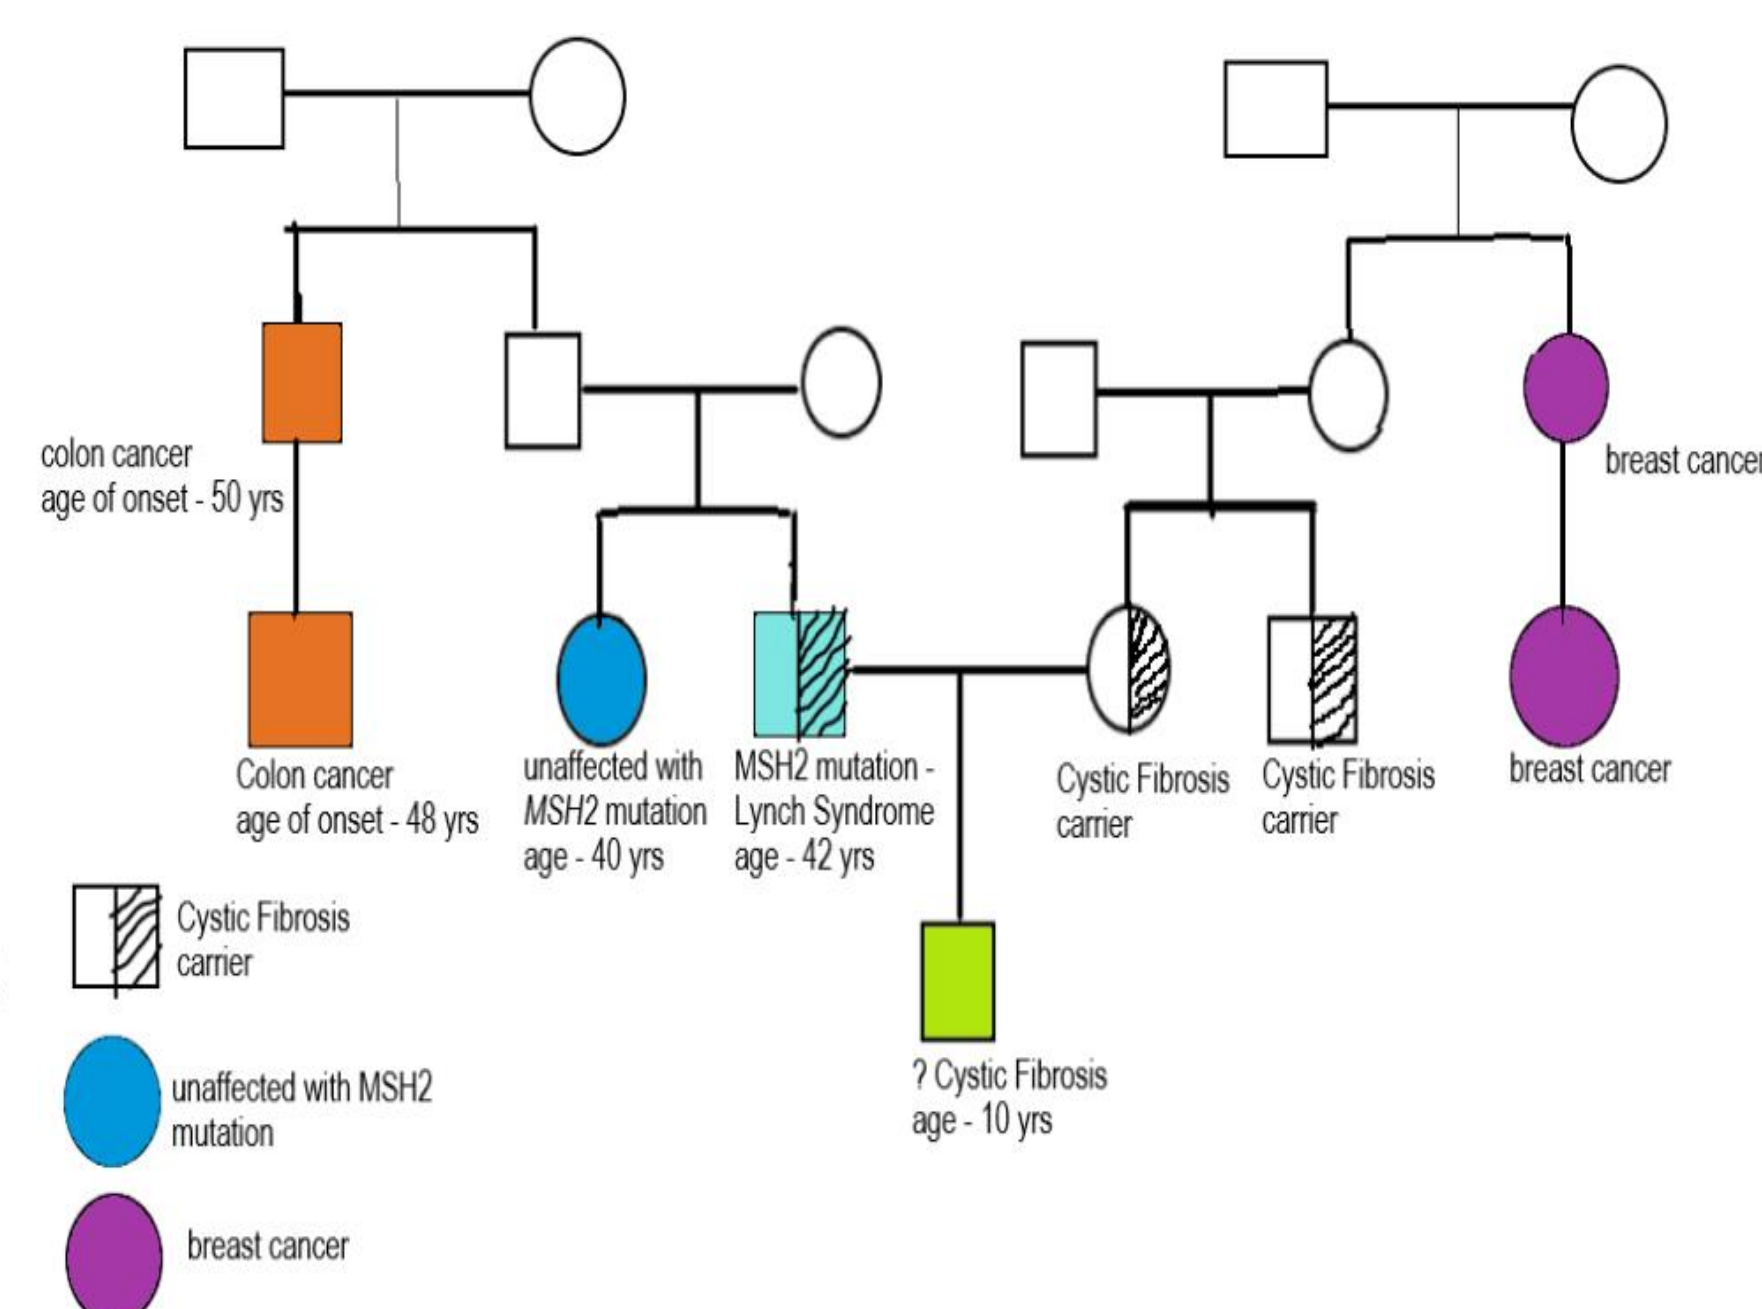 colon cancer
age of onset - 50 yrs
breast cancer
Colon cancer
age of onset - 48 yrs
unaffected with
MSH2 mutation
age - 40 yrs
MSH2 mutation -
Lynch Syndrome
age - 42 yrs
Cystic Fibrosis
carrier
Cystic Fibrosis
carrier
breast cancer
Cystic Fibrosis
carrier
? Cystic Fibrosis
age - 10 yrs
unaffected with MSH2
mutation
breast cancer